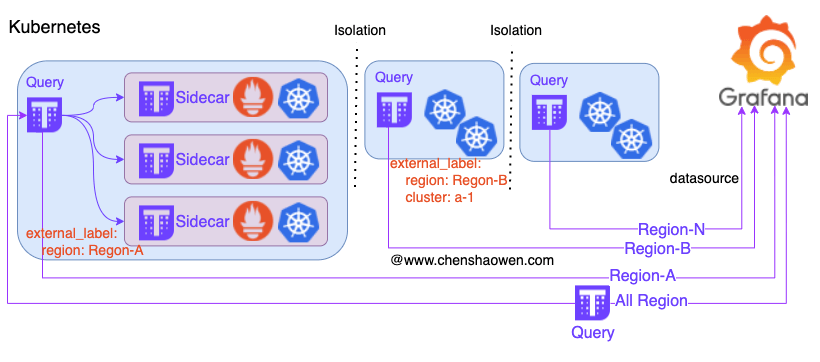 Kubernetes
Isolation
Isolation
Query
Sidecar
Sidecar
Sidecar
external_label:
region: Regon-A
Query
external_label:
region: Regon-B
cluster: a-1
Query
Grafana
datasource
Region-N
Region-B
@www.chenshaowen.com
Region-A
All Region
Query